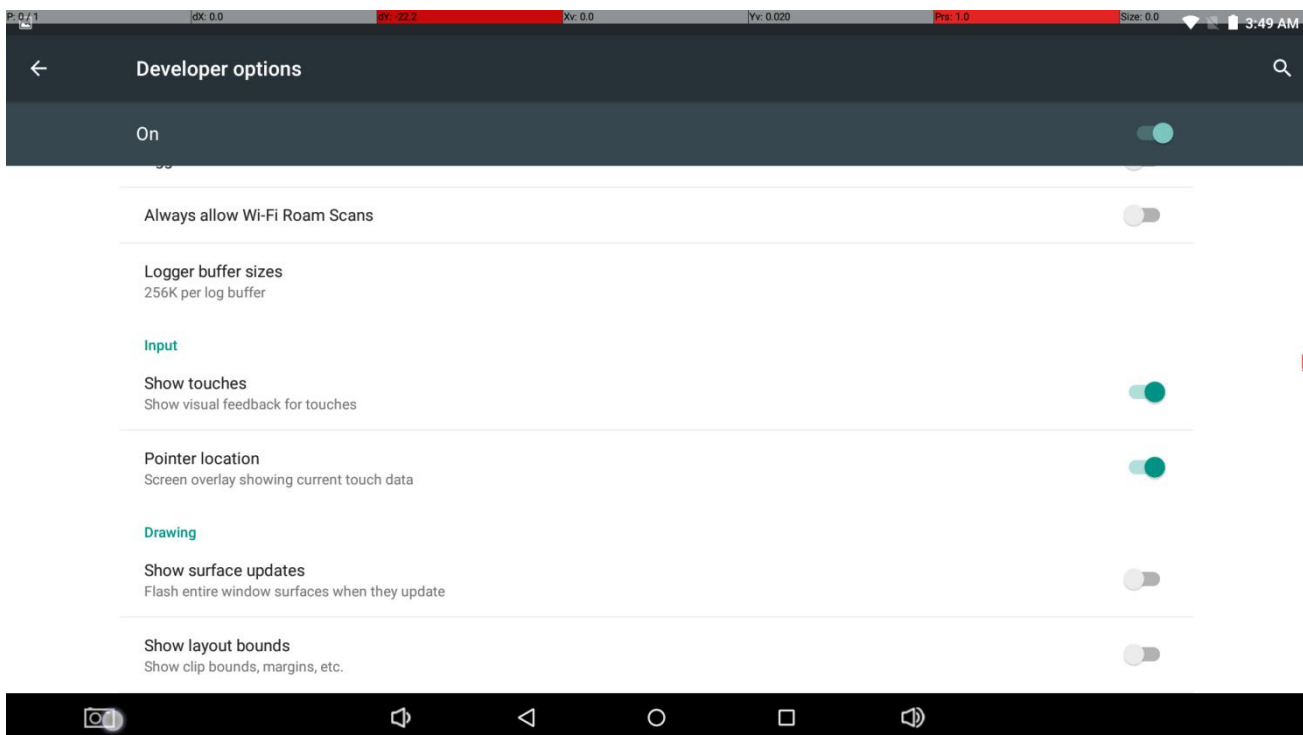 P: 0 / 1 dX: 0.0 dY: -22.2 Xv: 0.0 Yv: 0.020 Prs: 1.0 Size: 0.0
3:49 AM
Developer options
On
Always allow Wi-Fi Roam Scans
Logger buffer sizes
256K per log buffer
Input
Show touches
Show visual feedback for touches
Pointer location
Screen overlay showing current touch data
Drawing
Show surface updates
Flash entire window surfaces when they update
Show layout bounds
Show clip bounds, margins, etc.